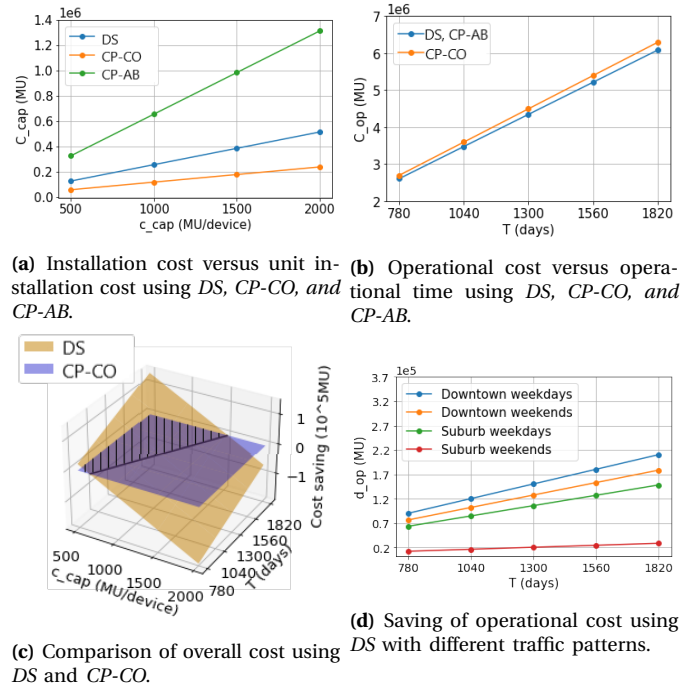 1e6
1.4
1.2
1.0
0.8
0.6
0.4
0.2
0.0
C_cap (MU)
DS
CP-CO
CP-AB
500 1000 1500 2000
c_cap (MU/device)
(a) Installation cost versus unit in-
stallation cost using DS, CP-CO, and
CP-AB.
1e6
7
6
5
4
3
2
C_op (MU)
DS, CP-AB
CP-CO
780 1040 1300 1560 1820
T (days)
(b) Operational cost versus opera-
tional time using DS, CP-CO, and
CP-AB.
DS
CP-CO
1
0
−1
Cost saving (10^5MU)
500 1000 1500 2000
c_cap (MU/device)
780 1040 1300 1560 1820
T (days)
(c) Comparison of overall cost using
DS and CP-CO.
1e5
3.7
3.2
2.7
2.2
1.7
1.2
0.7
0.2
d_op (MU)
Downtown weekdays
Downtown weekends
Suburb weekdays
Suburb weekends
780 1040 1300 1560 1820
T (days)
(d) Saving of operational cost using
DS with different traffic patterns.